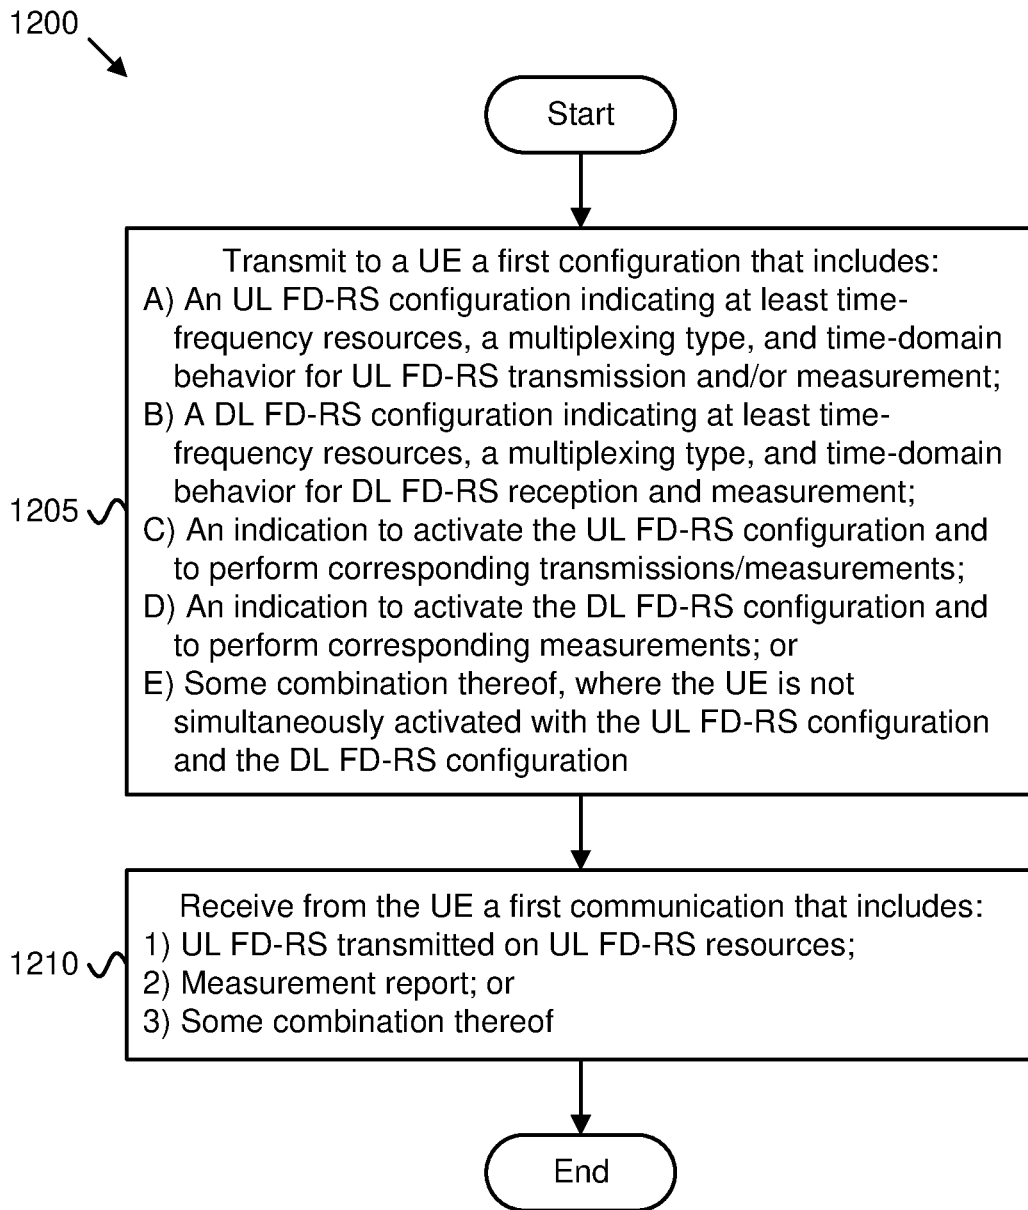 1200
Start
Transmit to a UE a first configuration that includes:
A) An UL FD-RS configuration indicating at least time-
frequency resources, a multiplexing type, and time-domain
behavior for UL FD-RS transmission and/or measurement;
B) A DL FD-RS configuration indicating at least time-
frequency resources, a multiplexing type, and time-domain
behavior for DL FD-RS reception and measurement;
1205
C) An indication to activate the UL FD-RS configuration and
to perform corresponding transmissions/measurements;
D) An indication to activate the DL FD-RS configuration and
to perform corresponding measurements; or
E) Some combination thereof, where the UE is not
simultaneously activated with the UL FD-RS configuration
and the DL FD-RS configuration
Receive from the UE a first communication that includes:
1) UL FD-RS transmitted on UL FD-RS resources;
1210
2) Measurement report; or
3) Some combination thereof
End